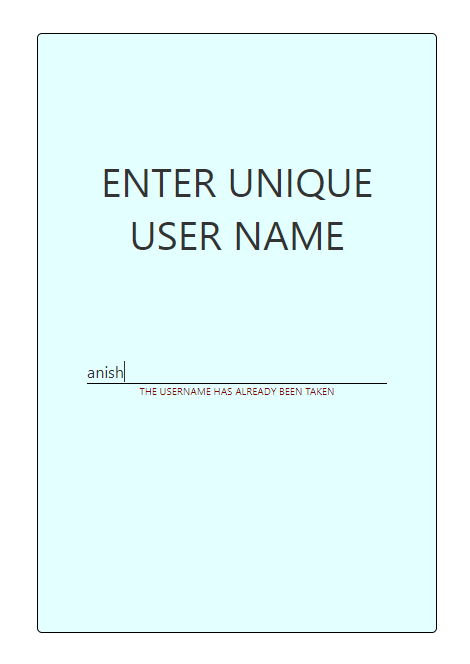 ENTER UNIQUE
USER NAME
anish
THE USERNAME HAS ALREADY BEEN TAKEN